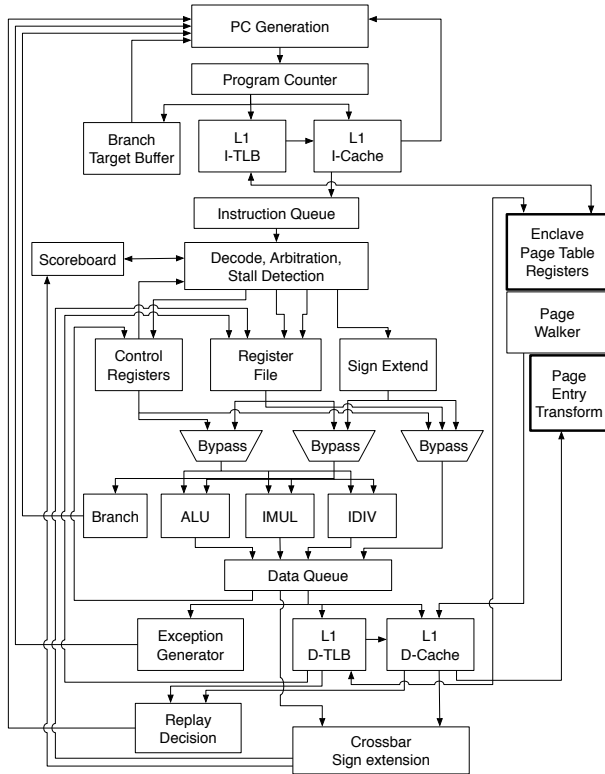 PC Generation
Program Counter
Branch
Target Buffer
L1
I-TLB
L1
I-Cache
Instruction Queue
Enclave
Page Table
Registers
Scoreboard
Decode, Arbitration,
Stall Detection
Page
Walker
Control
Registers
Register
File
Sign Extend
Page
Entry
Transform
Bypass
Bypass
Bypass
Branch
ALU
IMUL
IDIV
Data Queue
Exception
Generator
L1
D-TLB
L1
D-Cache
Replay
Decision
Crossbar
Sign extension